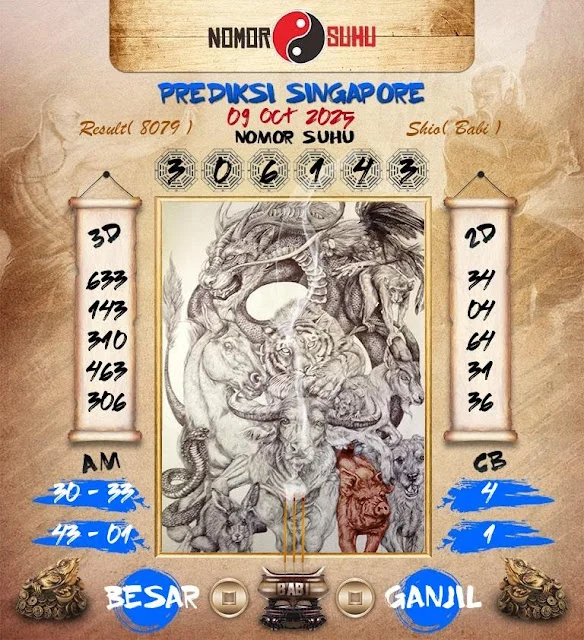 NOMOR SUHU
PREDIKSI SINGAPORE
09 Oct 2025
Result( 8079 )
NOMOR SUHU
Shio( Babi )
3 0 6 1 4 3
3D
633
143
310
463
306
2D
34
04
64
31
36
AM
30 - 33
43 - 01
CB
4
1
BESAR
BABI
GANJIL